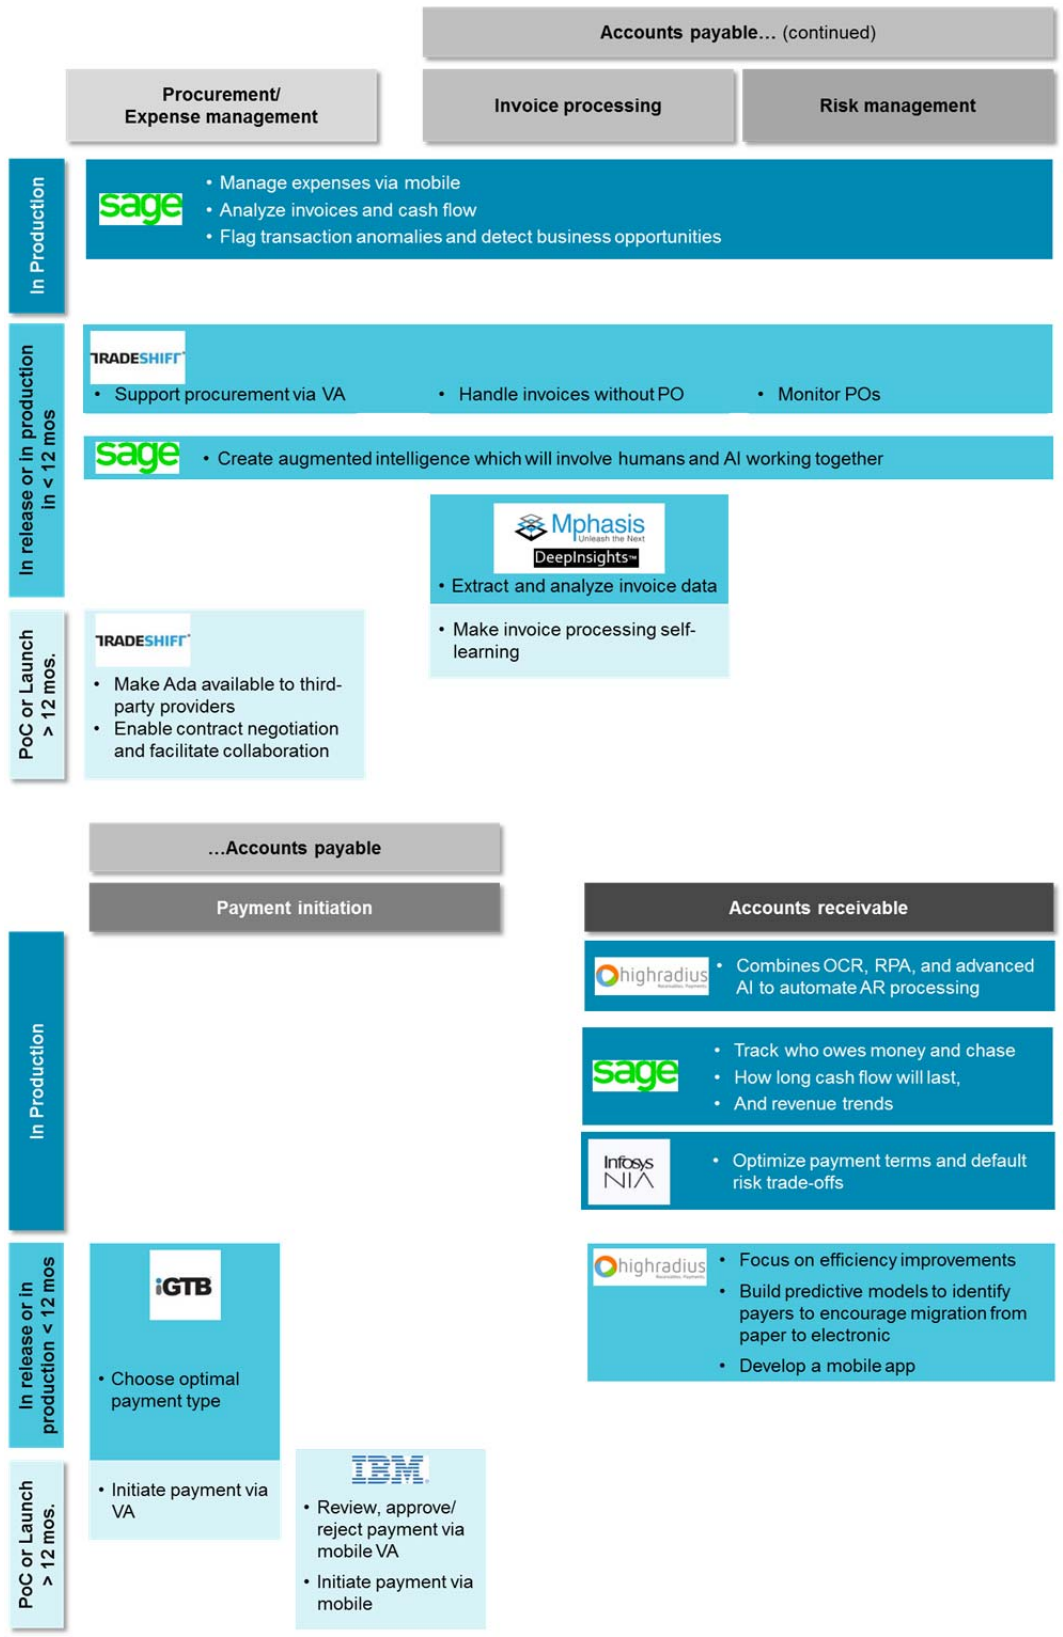 Accounts payable… (continued)
Procurement/
Expense management
Invoice processing
Risk management
In Production
sage
• Manage expenses via mobile
• Analyze invoices and cash flow
• Flag transaction anomalies and detect business opportunities
In release or in production
in < 12 mos
TRADESHIFT
• Support procurement via VA
• Handle invoices without PO
• Monitor POs
sage
• Create augmented intelligence which will involve humans and AI working together
Mphasis
Unleash the Next
DeepInsights™
• Extract and analyze invoice data
• Make invoice processing self-
learning
PoC or Launch
> 12 mos.
TRADESHIFT
• Make Ada available to third-
party providers
• Enable contract negotiation
and facilitate collaboration
…Accounts payable
Payment initiation
Accounts receivable
In Production
highradius
Receivables. Payments.
• Combines OCR, RPA, and advanced
AI to automate AR processing
sage
• Track who owes money and chase
• How long cash flow will last,
• And revenue trends
Infosys
NIA
• Optimize payment terms and default
risk trade-offs
In release or in
production < 12 mos
iGTB
• Choose optimal
payment type
highradius
Receivables. Payments.
• Focus on efficiency improvements
• Build predictive models to identify
payers to encourage migration from
paper to electronic
• Develop a mobile app
PoC or Launch
> 12 mos.
• Initiate payment via
VA
IBM.
• Review, approve/
reject payment via
mobile VA
• Initiate payment via
mobile